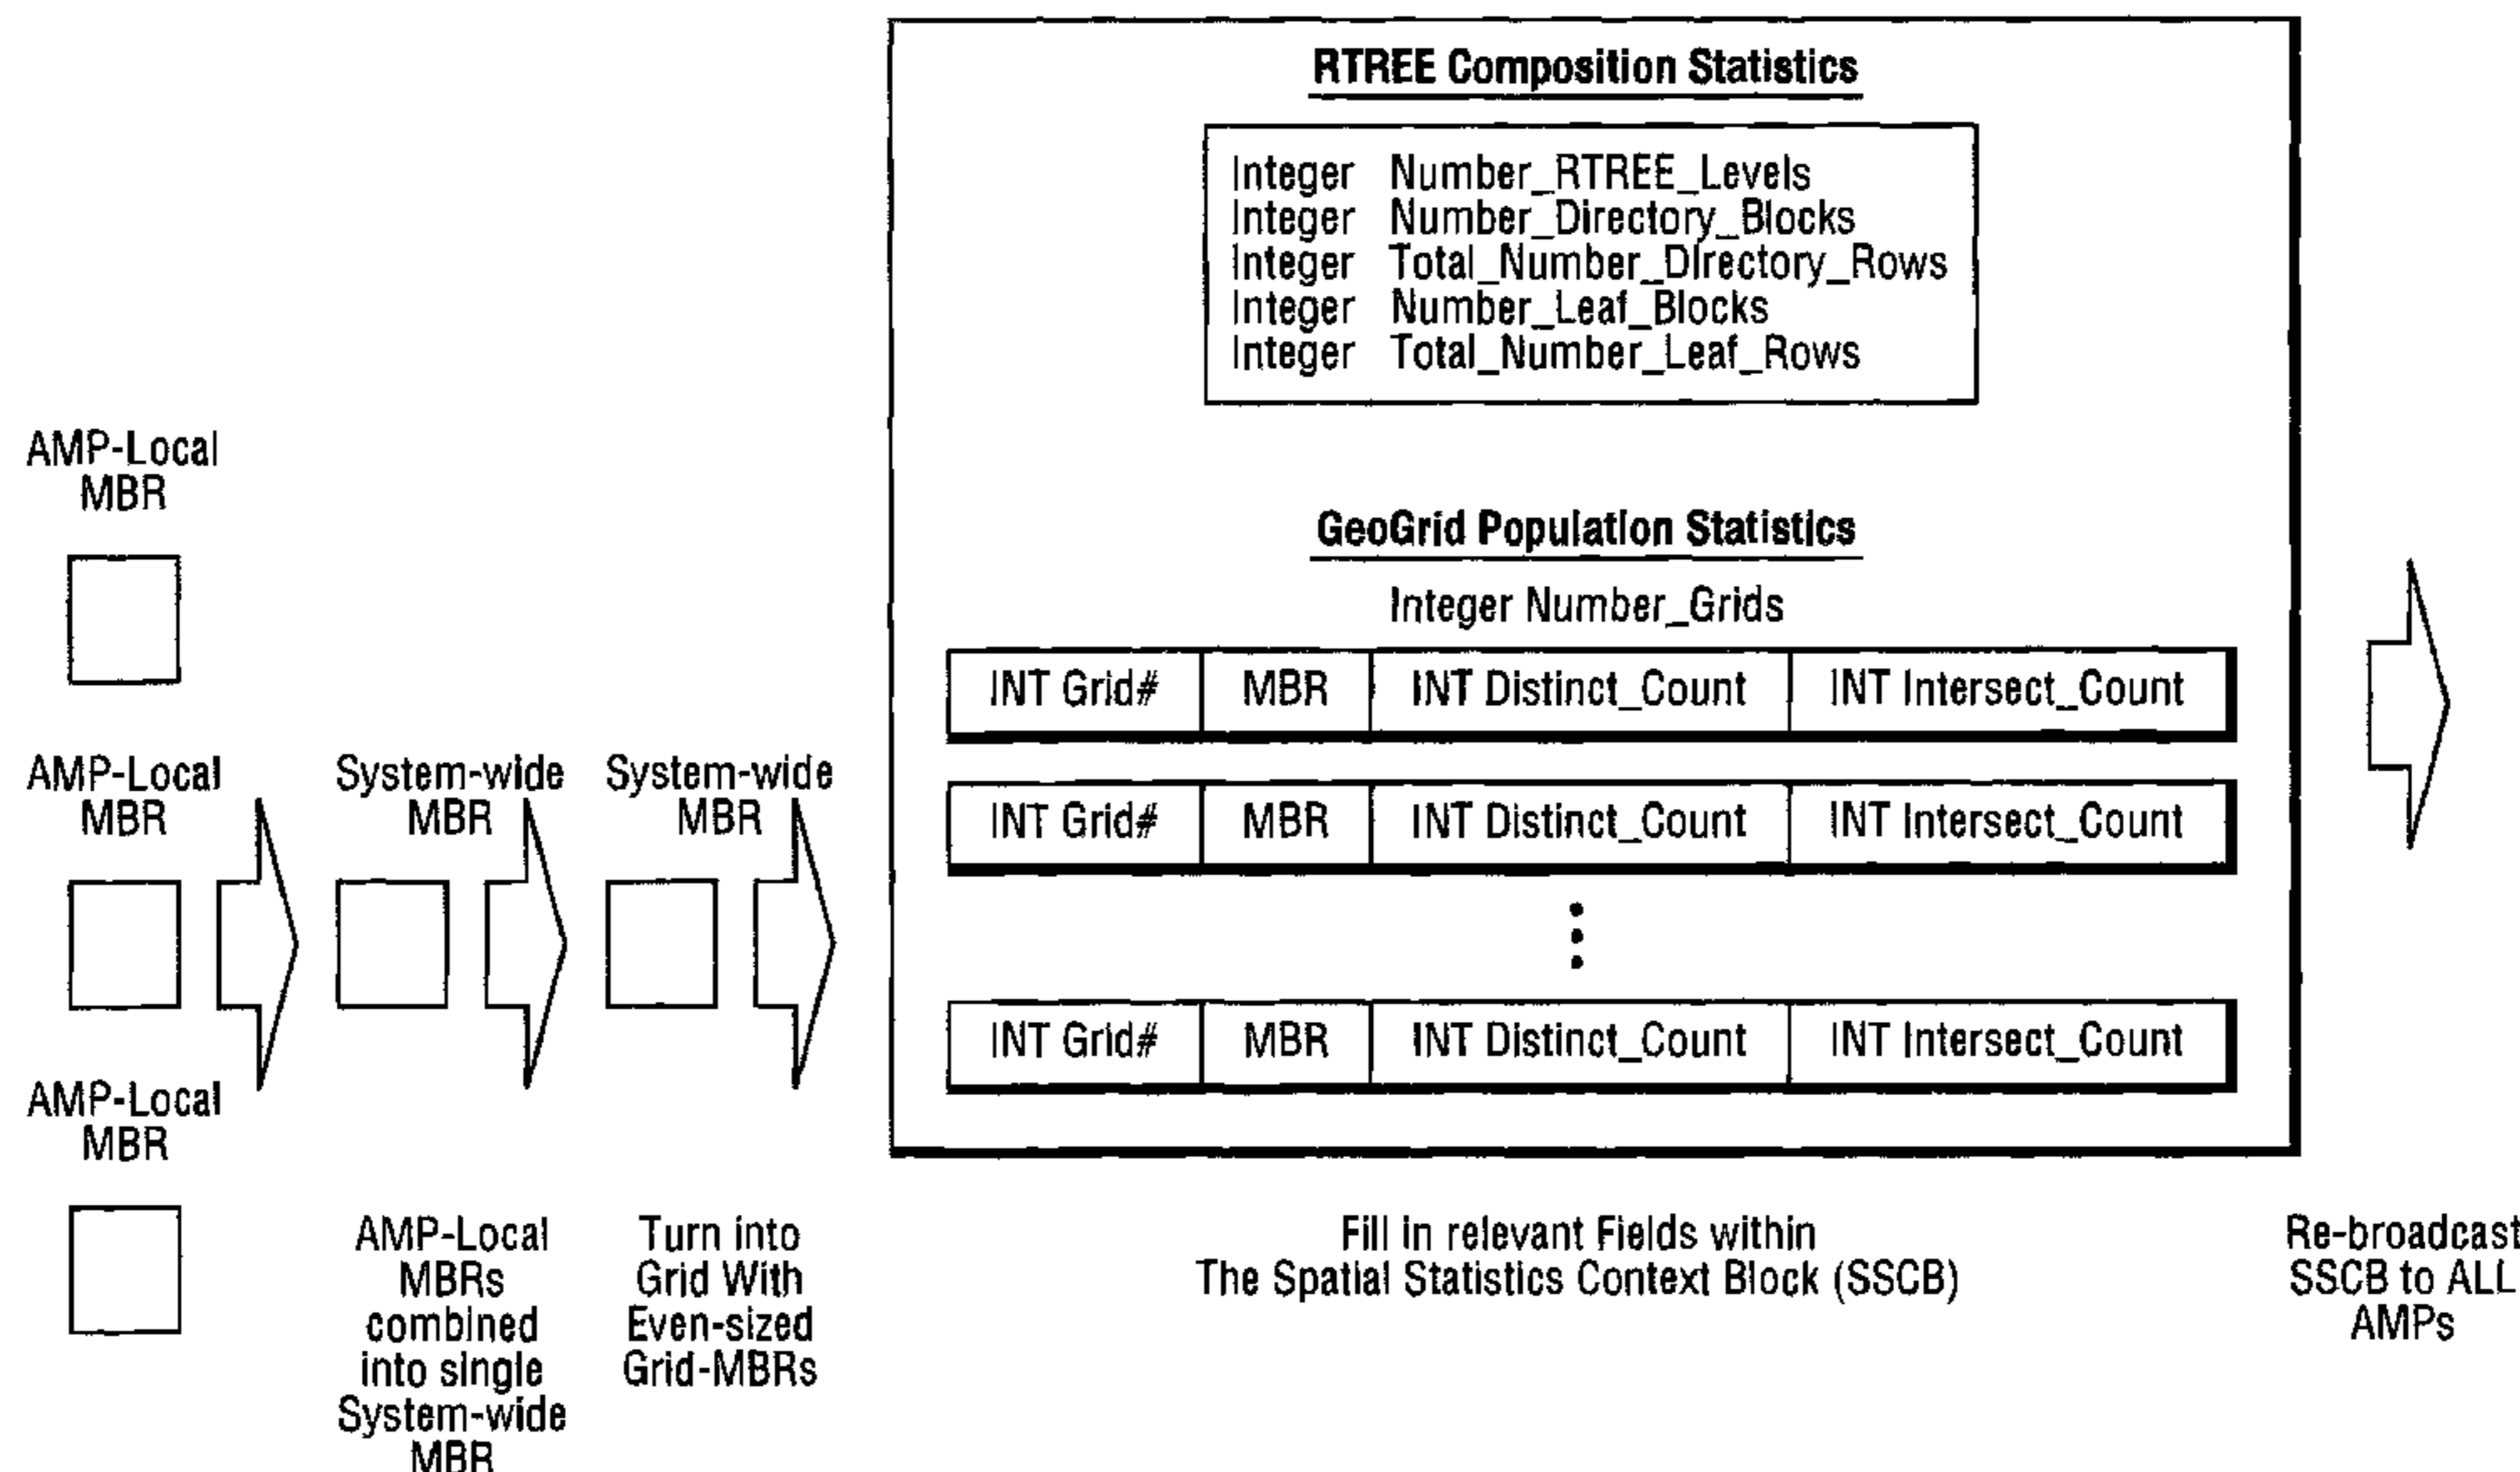 RTREE Composition Statistics
Integer Number_RTREE_Levels
Integer Number_Directory_Blocks
Integer Total_Number_Directory_Rows
Integer Number_Leaf_Blocks
Integer Total_Number_Leaf_Rows
GeoGrid Population Statistics
Integer Number_Grids
INT Grid# MBR INT Distinct_Count INT Intersect_Count
INT Grid# MBR INT Distinct_Count INT Intersect_Count
INT Grid# MBR INT Distinct_Count INT Intersect_Count
AMP-Local
MBR
AMP-Local
MBR
System-wide
MBR
System-wide
MBR
AMP-Local
MBR
AMP-Local
MBRs
combined
into single
System-wide
MBR
Turn into
Grid With
Even-sized
Grid-MBRs
Fill in relevant Fields within
The Spatial Statistics Context Block (SSCB)
Re-broadcast
SSCB to ALL
AMPs